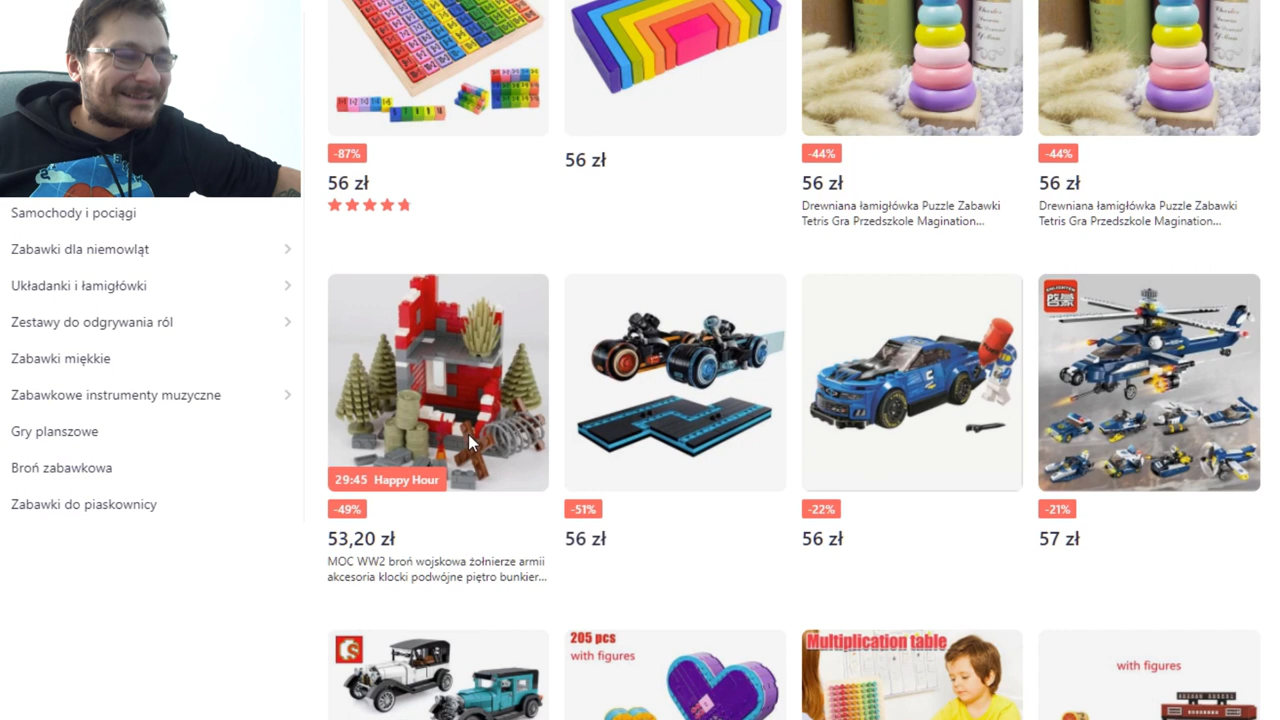 Samochody i pociągi
Zabawki dla niemowląt
Układanki i łamigłówki
Zestawy do odgrywania ról
Zabawki miękkie
Zabawkowe instrumenty muzyczne
Gry planszowe
Broń zabawkowa
Zabawki do piaskownicy
-87%
56 zł
56 zł
-44%
56 zł
Drewniana łamigłówka Puzzle Zabawki
Tetris Gra Przedszkole Magination...
-44%
56 zł
Drewniana łamigłówka Puzzle Zabawki
Tetris Gra Przedszkole Magination...
29:45 Happy Hour
-49%
53,20 zł
MOC WW2 broń wojskowa żołnierze armii
akcesoria klocki podwójne piętro bunkier...
-51%
56 zł
-22%
56 zł
启蒙
-21%
57 zł
S
205 pcs
with figures
Multiplication table
with figures